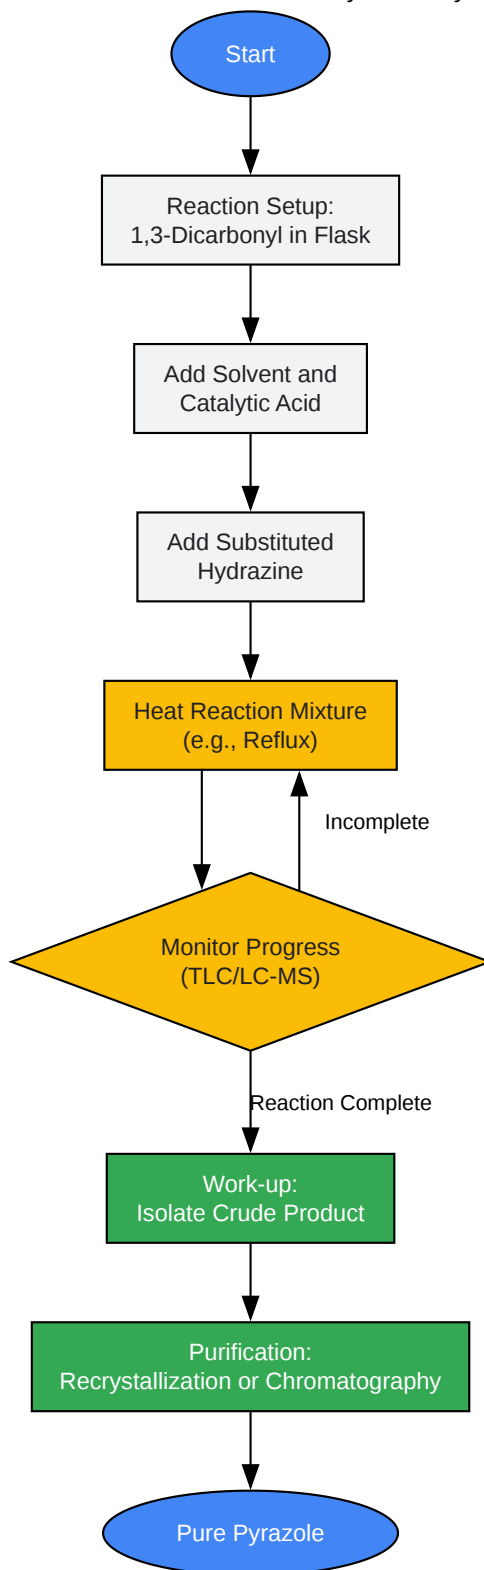 Start
Reaction Setup:
1,3-Dicarbonyl in Flask
Add Solvent and
Catalytic Acid
Add Substituted
Hydrazine
Heat Reaction Mixture
(e.g., Reflux)
Incomplete
Monitor Progress
(TLC/LC-MS)
Reaction Complete
Work-up:
Isolate Crude Product
Purification:
Recrystallization or Chromatography
Pure Pyrazole